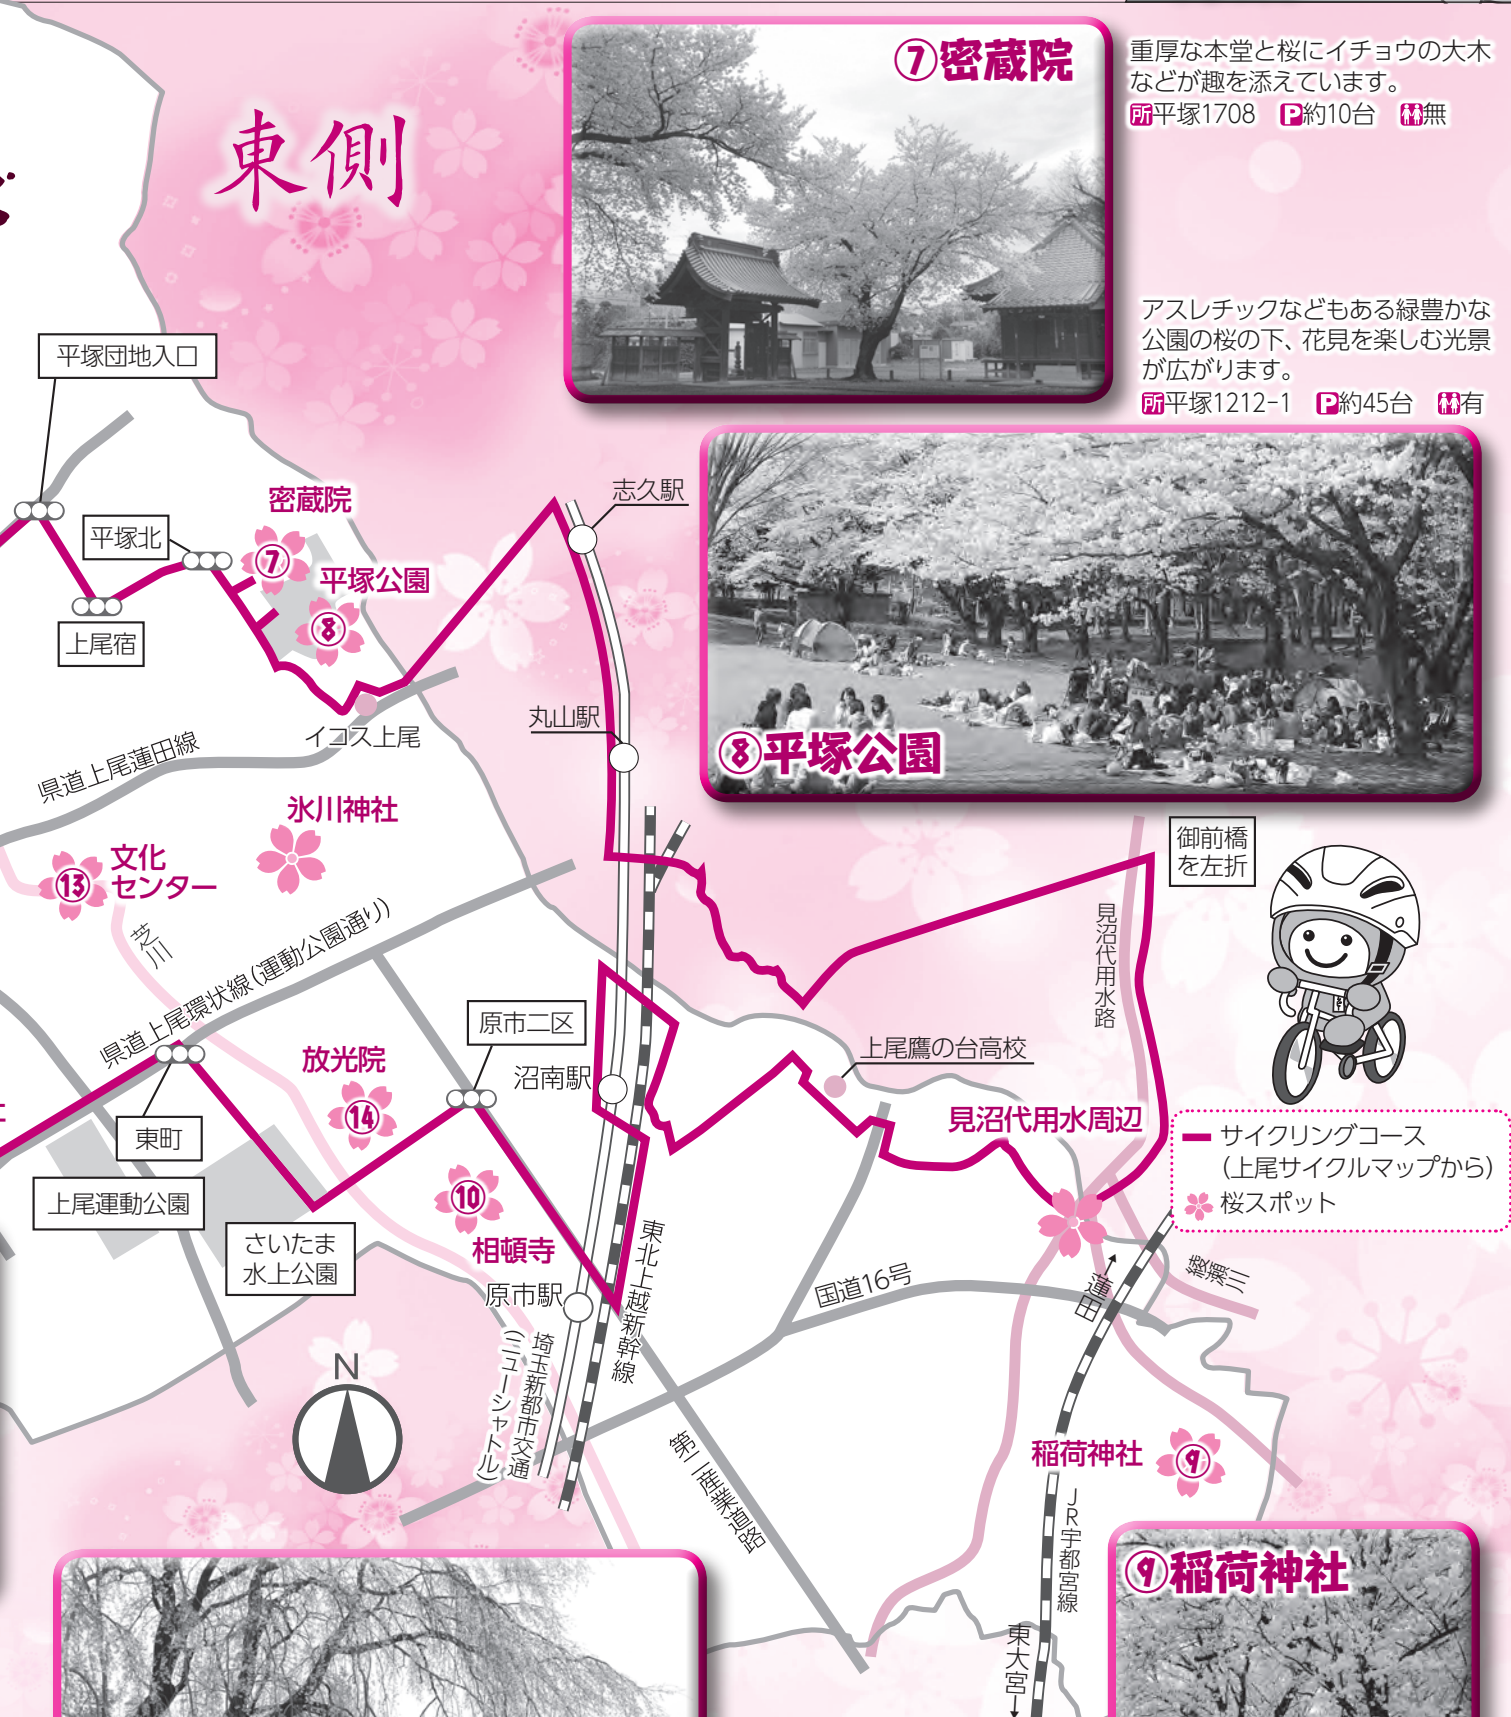 東側
⑦密蔵院
重厚な本堂と桜にイチョウの大木
などが趣を添えています。
所平塚1708 P約10台 無
アスレチックなどもある緑豊かな
公園の桜の下、花見を楽しむ光景
が広がります。
所平塚1212-1 P約45台 有
⑧平塚公園
平塚団地入口
平塚北
上尾宿
密蔵院
⑦
平塚公園
⑧
志久駅
丸山駅
イコス上尾
県道上尾蓮田線
氷川神社
⑬
文化
センター
芝川
県道上尾環状線(運動公園通り)
原市二区
沼南駅
放光院
⑭
東町
上尾運動公園
さいたま
水上公園
⑩
相頓寺
原市駅
東北上越新幹線
埼玉新都市交通
(ニューシャトル)
N
第二産業道路
国道16号
上尾鷹の台高校
見沼代用水周辺
見沼代用水路
御前橋
を左折
サイクリングコース
(上尾サイクルマップから)
桜スポット
綾瀬川
蓮田
稲荷神社
⑨
JR宇都宮線
東大宮
⑨稲荷神社